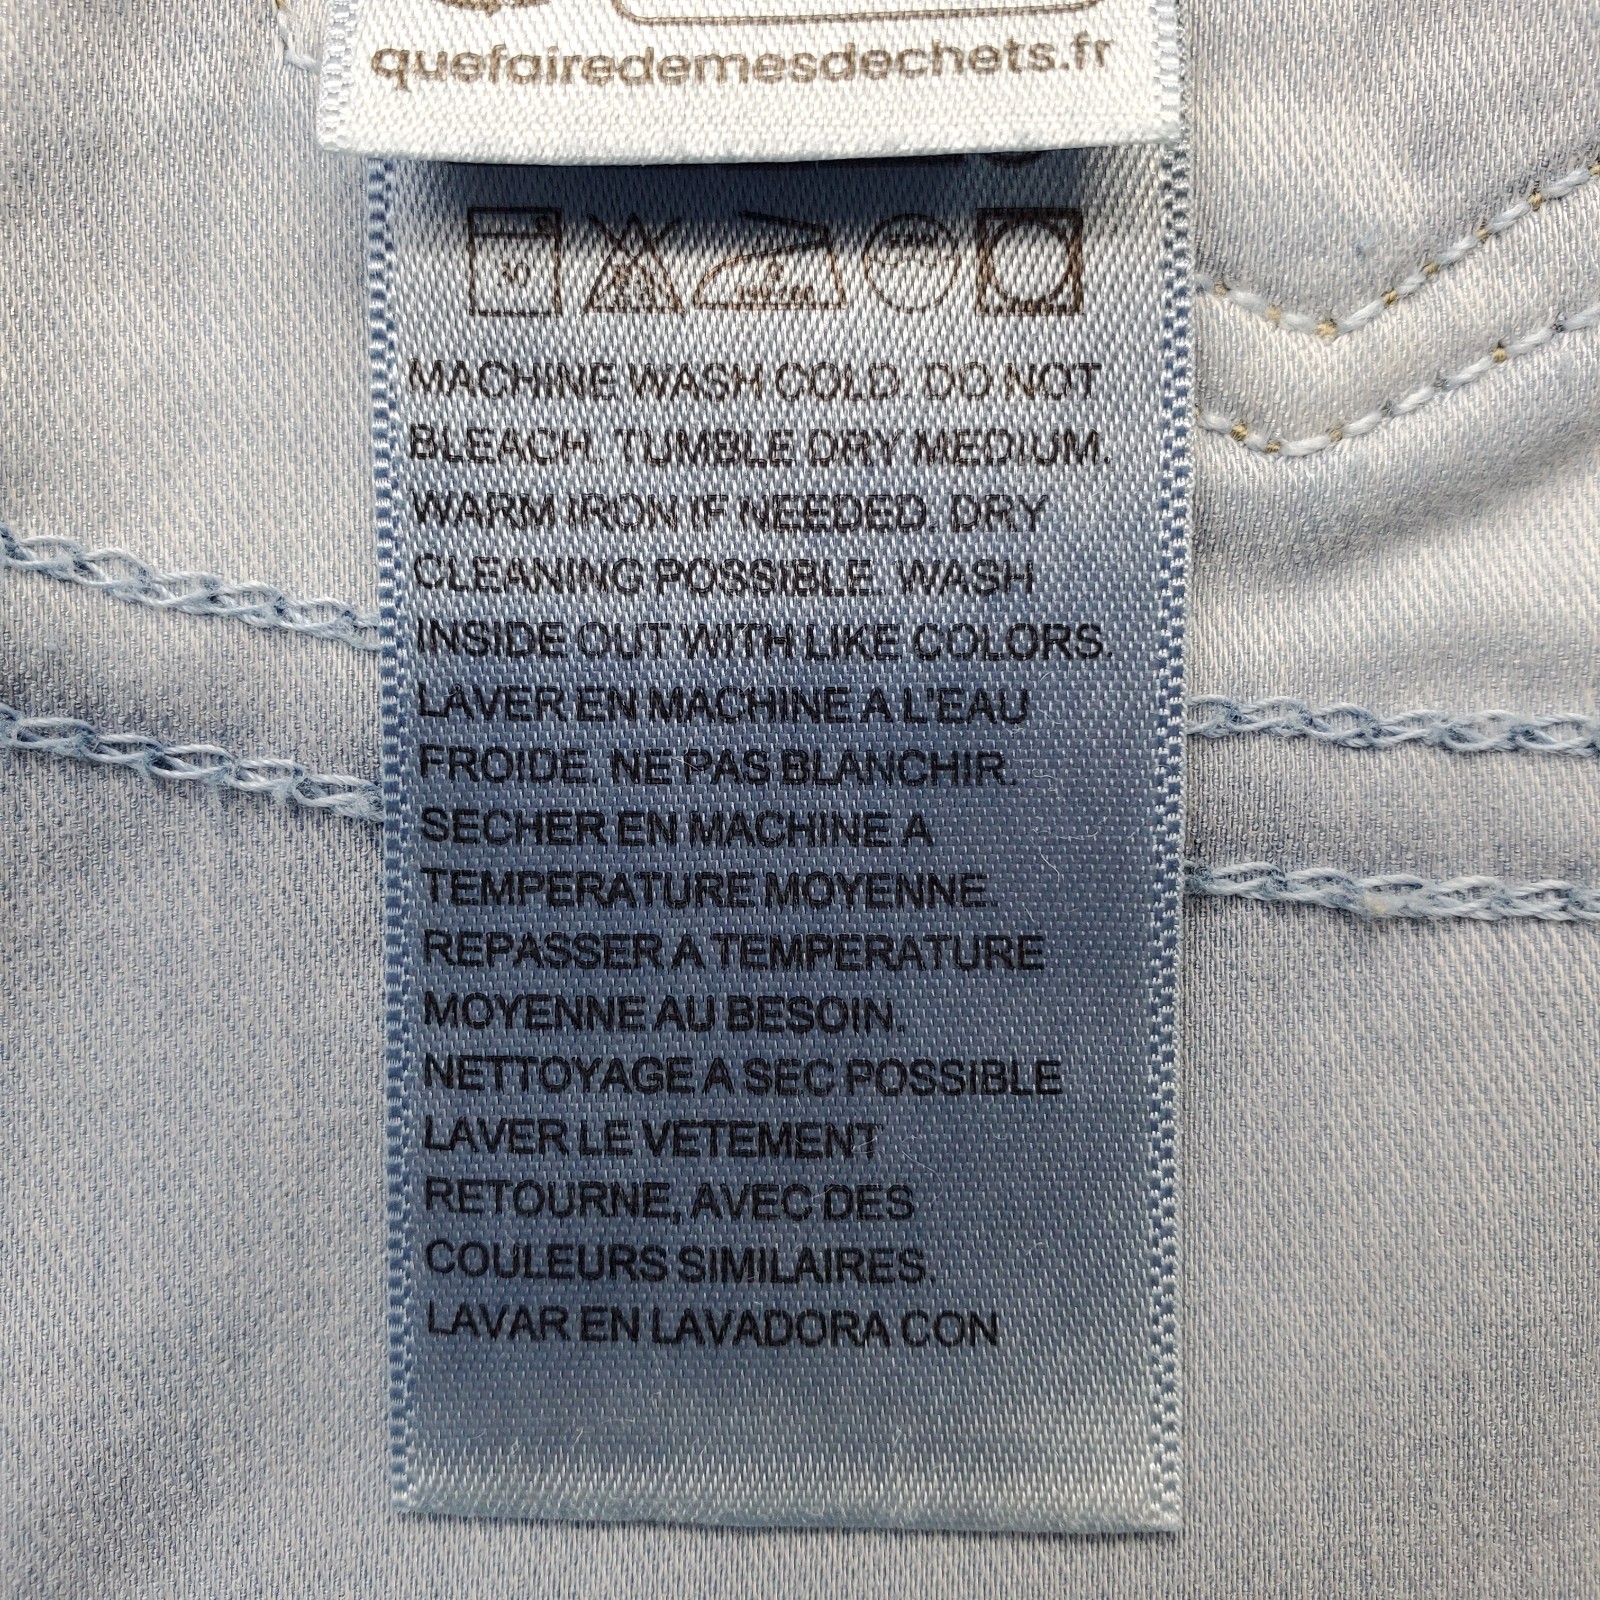 quefairedemesdechets.fr
30
MACHINE WASH COLD. DO NOT
BLEACH. TUMBLE DRY MEDIUM.
WARM IRON IF NEEDED. DRY
CLEANING POSSIBLE. WASH
INSIDE OUT WITH LIKE COLORS.
LAVER EN MACHINE A L'EAU
FROIDE. NE PAS BLANCHIR.
SECHER EN MACHINE A
TEMPERATURE MOYENNE.
REPASSER A TEMPERATURE
MOYENNE AU BESOIN.
NETTOYAGE A SEC POSSIBLE
LAVER LE VETEMENT
RETOURNE, AVEC DES
COULEURS SIMILAIRES.
LAVAR EN LAVADORA CON